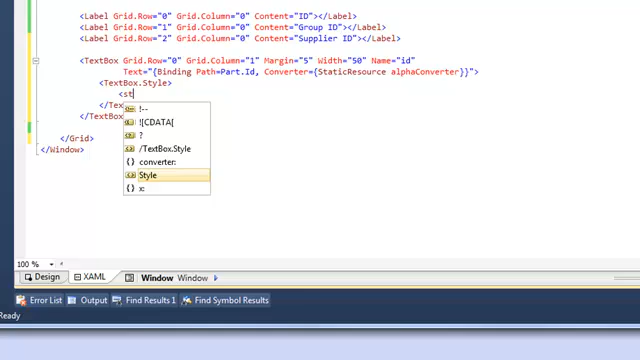 <Label Grid.Row="0" Grid.Column="0" Content="ID"></Label>
<Label Grid.Row="1" Grid.Column="0" Content="Group ID"></Label>
<Label Grid.Row="2" Grid.Column="0" Content="Supplier ID"></Label>
<TextBox Grid.Row="0" Grid.Column="1" Margin="5" Width="50" Name="id"
Text="{Binding Path=Part.Id, Converter={StaticResource alphaConverter}}">
<TextBox.Style>
<st
</Tex
!--
</TextBox
![CDATA[
?
</Grid>
/TextBox.Style
</Window>
converter:
Style
x:
100 %
Design
XAML
Window
Window
Error List
Output
Find Results 1
Find Symbol Results
Ready